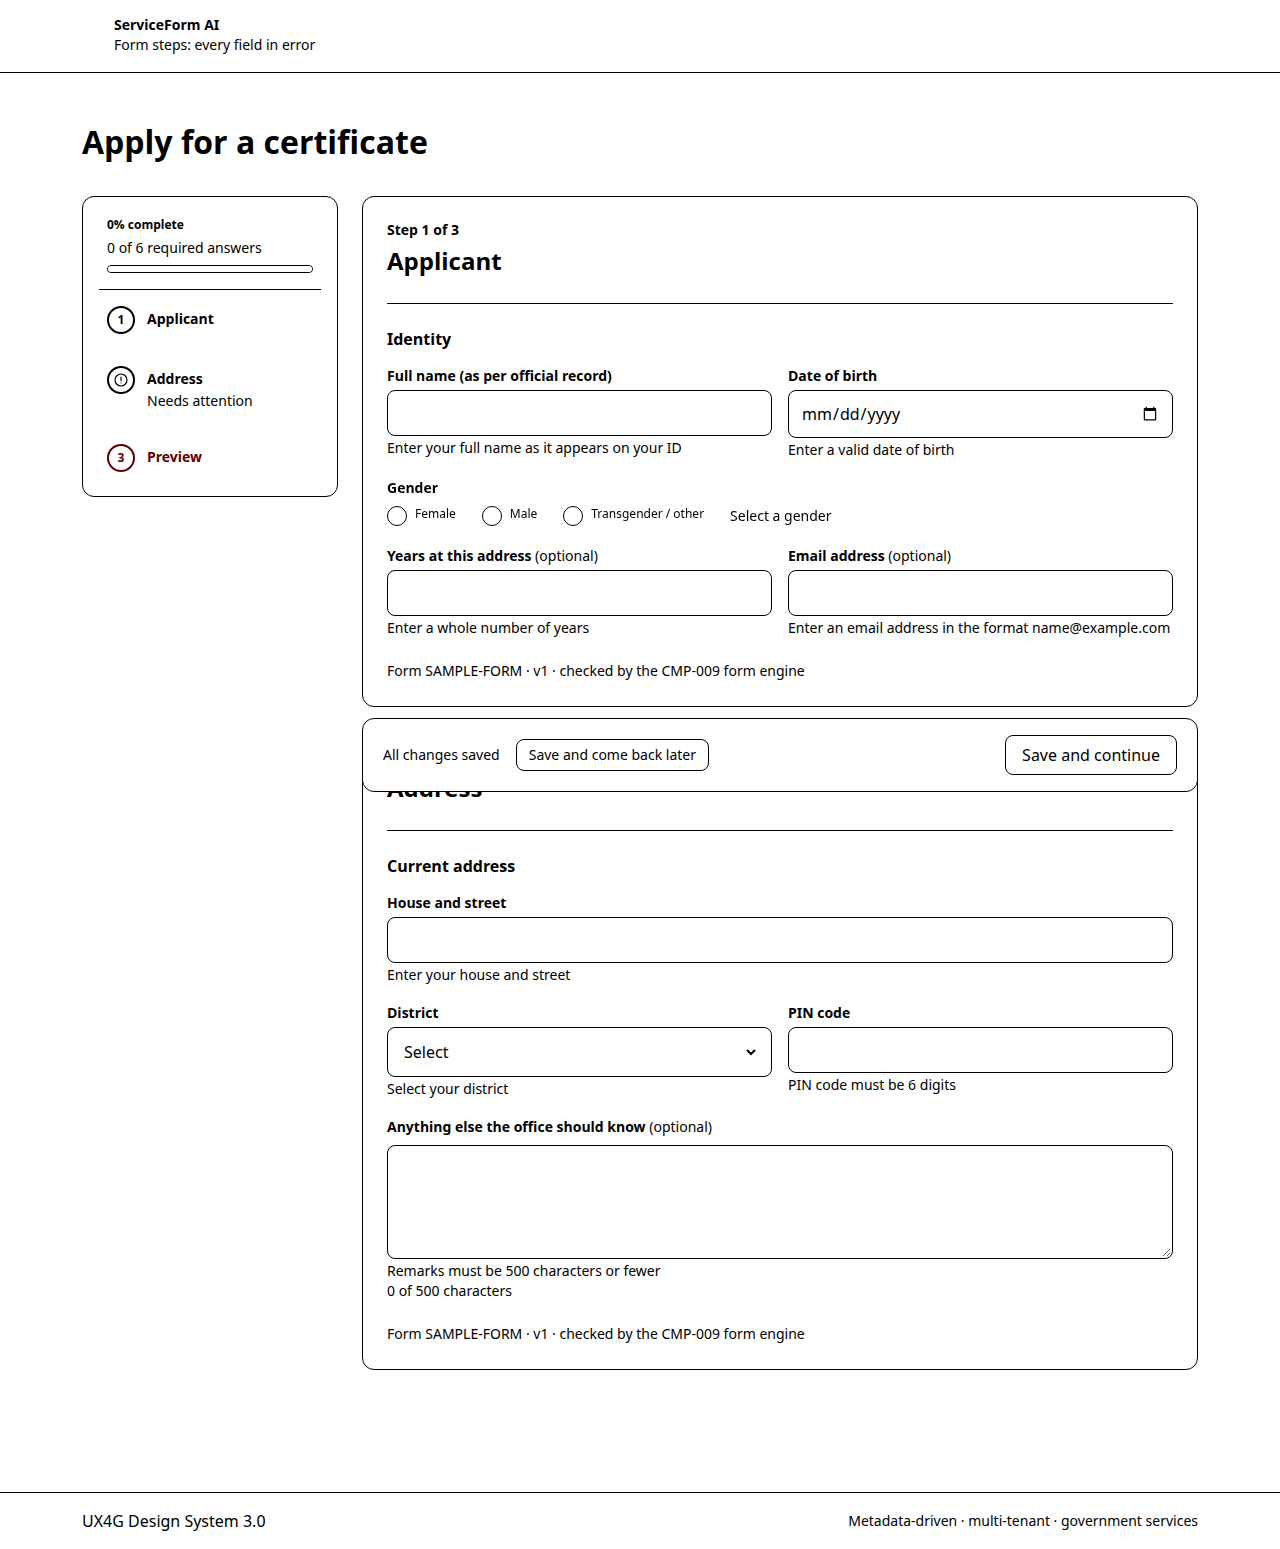 ServiceForm AI
Form steps: every field in error
Apply for a certificate
0% complete
0 of 6 required answers
1 Applicant
Address
Needs attention
3 Preview
Step 1 of 3
Applicant
Identity
Full name (as per official record)
Enter your full name as it appears on your ID
Date of birth
mm/dd/yyyy
Enter a valid date of birth
Gender
Female Male Transgender / other Select a gender
Years at this address (optional)
Enter a whole number of years
Email address (optional)
Enter an email address in the format name@example.com
Form SAMPLE-FORM · v1 · checked by the CMP-009 form engine
All changes saved Save and come back later Save and continue
Address
Current address
House and street
Enter your house and street
District
Select
Select your district
PIN code
PIN code must be 6 digits
Anything else the office should know (optional)
Remarks must be 500 characters or fewer
0 of 500 characters
Form SAMPLE-FORM · v1 · checked by the CMP-009 form engine
UX4G Design System 3.0
Metadata-driven · multi-tenant · government services